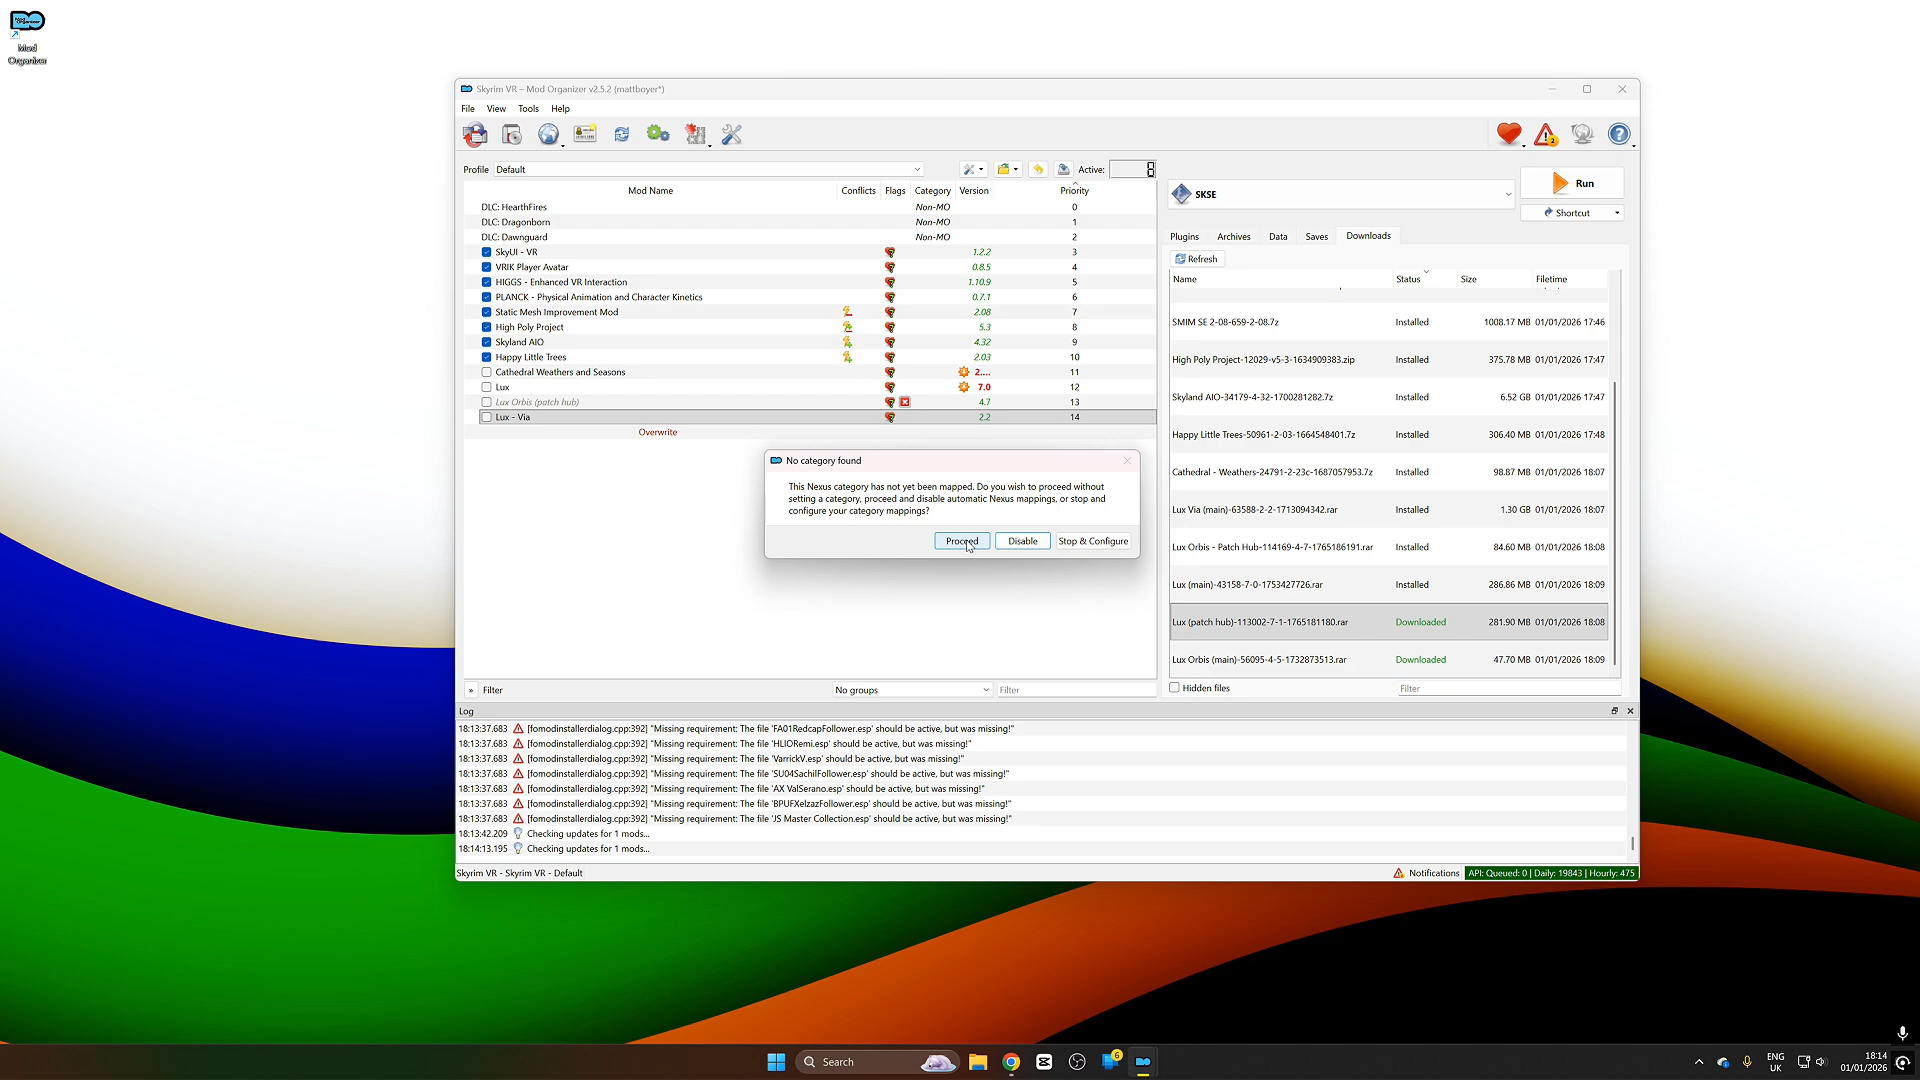 Mod Organizer
Mod
Organizer
Skyrim VR – Mod Organizer v2.5.2 (mattboyer*)
File View Tools Help
Profile Default
Active: 8
Mod Name Conflicts Flags Category Version Priority
DLC: HearthFires Non-MO 0
DLC: Dragonborn Non-MO 1
DLC: Dawnguard Non-MO 2
SkyUI - VR 1.2.2 3
VRIK Player Avatar 0.8.5 4
HIGGS - Enhanced VR Interaction 1.10.9 5
PLANCK - Physical Animation and Character Kinetics 0.7.1 6
Static Mesh Improvement Mod 2.08 7
High Poly Project 5.3 8
Skyland AIO 4.32 9
Happy Little Trees 2.03 10
Cathedral Weathers and Seasons 2.... 11
Lux 7.0 12
Lux Orbis (patch hub) 4.7 13
Lux - Via 2.2 14
Overwrite
No category found
This Nexus category has not yet been mapped. Do you wish to proceed without
setting a category, proceed and disable automatic Nexus mappings, or stop and
configure your category mappings?
Proceed Disable Stop & Configure
» Filter No groups Filter
SKSE
Run
Shortcut
Plugins Archives Data Saves Downloads
Refresh
Name Status Size Filetime
SMIM SE 2-08-659-2-08.7z Installed 1008.17 MB 01/01/2026 17:46
High Poly Project-12029-v5-3-1634909383.zip Installed 375.78 MB 01/01/2026 17:47
Skyland AIO-34179-4-32-1700281282.7z Installed 6.52 GB 01/01/2026 17:47
Happy Little Trees-50961-2-03-1664548401.7z Installed 306.40 MB 01/01/2026 17:48
Cathedral - Weathers-24791-2-23c-1687057953.7z Installed 98.87 MB 01/01/2026 18:07
Lux Via (main)-63588-2-2-1713094342.rar Installed 1.30 GB 01/01/2026 18:07
Lux Orbis - Patch Hub-114169-4-7-1765186191.rar Installed 84.60 MB 01/01/2026 18:08
Lux (main)-43158-7-0-1753427726.rar Installed 286.86 MB 01/01/2026 18:09
Lux (patch hub)-113002-7-1-1765181180.rar Downloaded 281.90 MB 01/01/2026 18:08
Lux Orbis (main)-56095-4-5-1732873513.rar Downloaded 47.70 MB 01/01/2026 18:09
Hidden files Filter
Log
18:13:37.683 [fomodinstallerdialog.cpp:392] "Missing requirement: The file 'FA01RedcapFollower.esp' should be active, but was missing!"
18:13:37.683 [fomodinstallerdialog.cpp:392] "Missing requirement: The file 'HLIORemi.esp' should be active, but was missing!"
18:13:37.683 [fomodinstallerdialog.cpp:392] "Missing requirement: The file 'VarrickV.esp' should be active, but was missing!"
18:13:37.683 [fomodinstallerdialog.cpp:392] "Missing requirement: The file 'SU04SachilFollower.esp' should be active, but was missing!"
18:13:37.683 [fomodinstallerdialog.cpp:392] "Missing requirement: The file 'AX ValSerano.esp' should be active, but was missing!"
18:13:37.683 [fomodinstallerdialog.cpp:392] "Missing requirement: The file 'BPUFXelzazFollower.esp' should be active, but was missing!"
18:13:37.683 [fomodinstallerdialog.cpp:392] "Missing requirement: The file 'JS Master Collection.esp' should be active, but was missing!"
18:13:42.209 Checking updates for 1 mods...
18:14:13.195 Checking updates for 1 mods...
Skyrim VR - Skyrim VR - Default
Notifications API: Queued: 0 | Daily: 19843 | Hourly: 475
Search
6
ENG
UK
18:14
01/01/2026